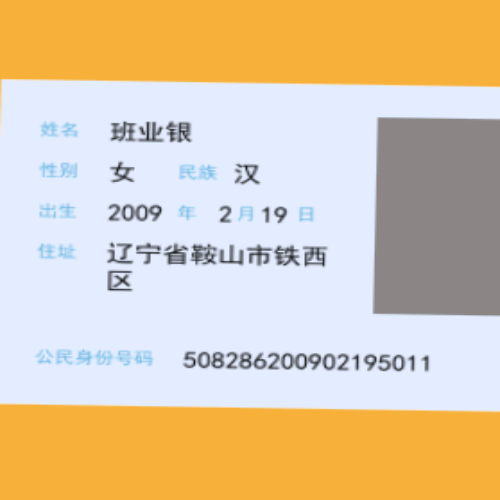 姓名 班业银
性别 女 民族 汉
出生 2009 年 2 月 19 日
住址 辽宁省鞍山市铁西
区
公民身份号码 508286200902195011